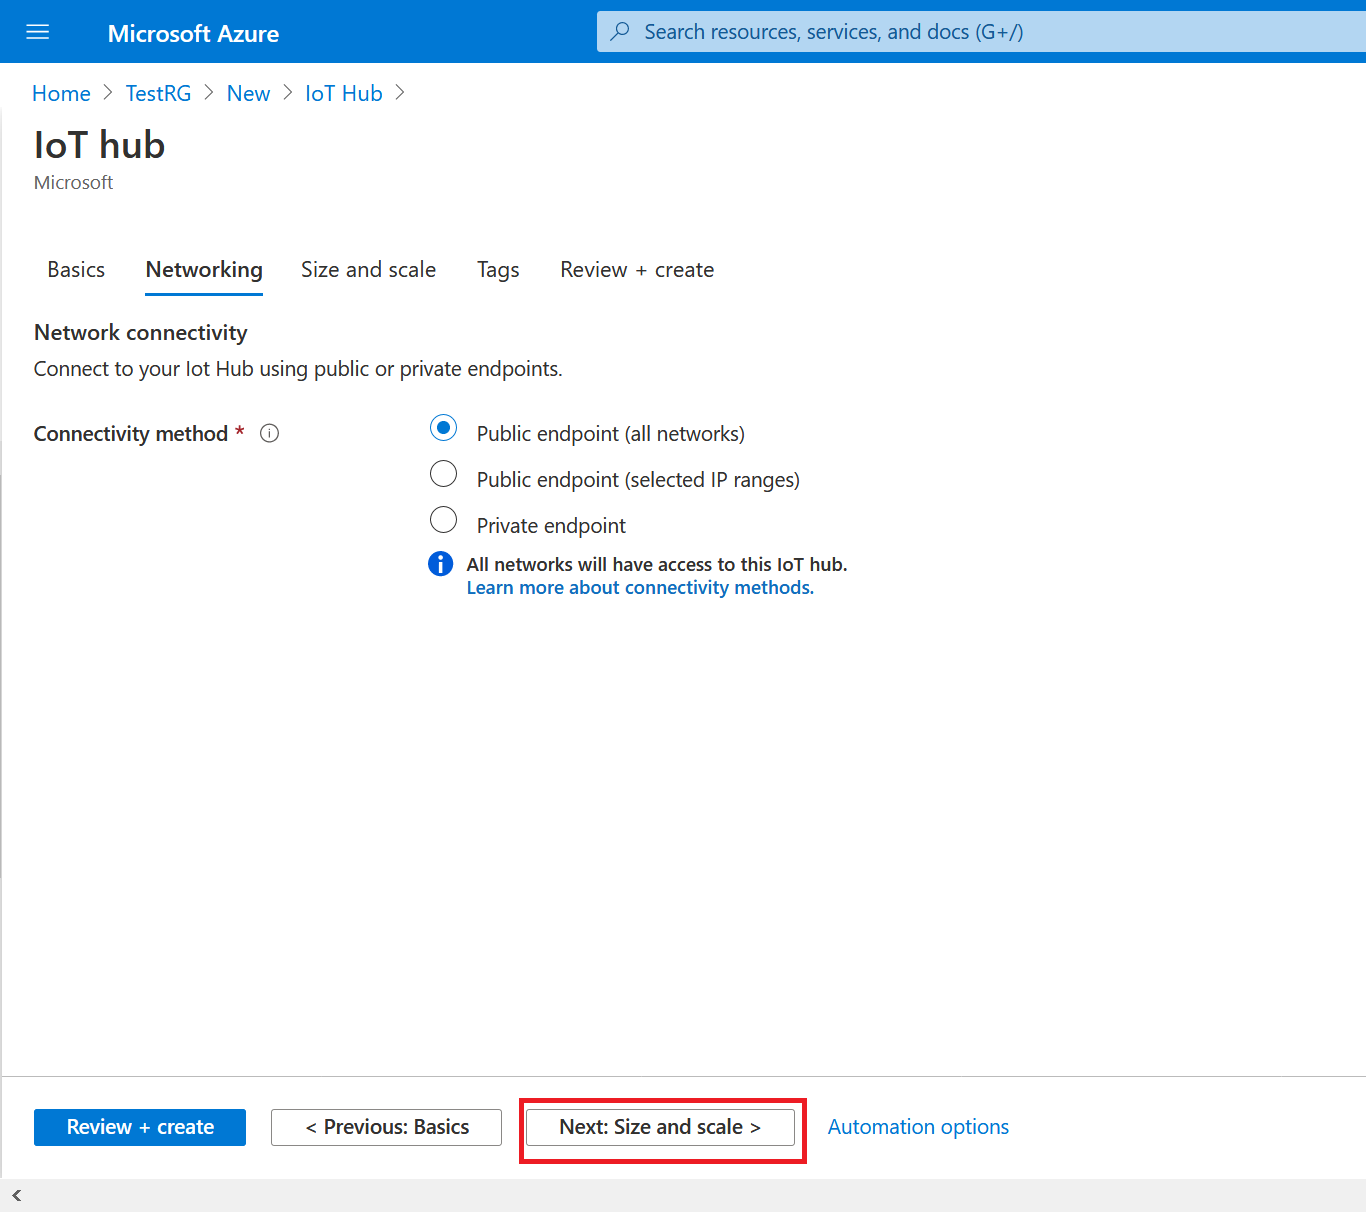 Microsoft Azure
Search resources, services, and docs (G+/)
Home > TestRG > New > IoT Hub >
IoT hub
Microsoft
Basics Networking Size and scale Tags Review + create
Network connectivity
Connect to your Iot Hub using public or private endpoints.
Connectivity method *
Public endpoint (all networks)
Public endpoint (selected IP ranges)
Private endpoint
All networks will have access to this IoT hub.
Learn more about connectivity methods.
Review + create < Previous: Basics Next: Size and scale > Automation options